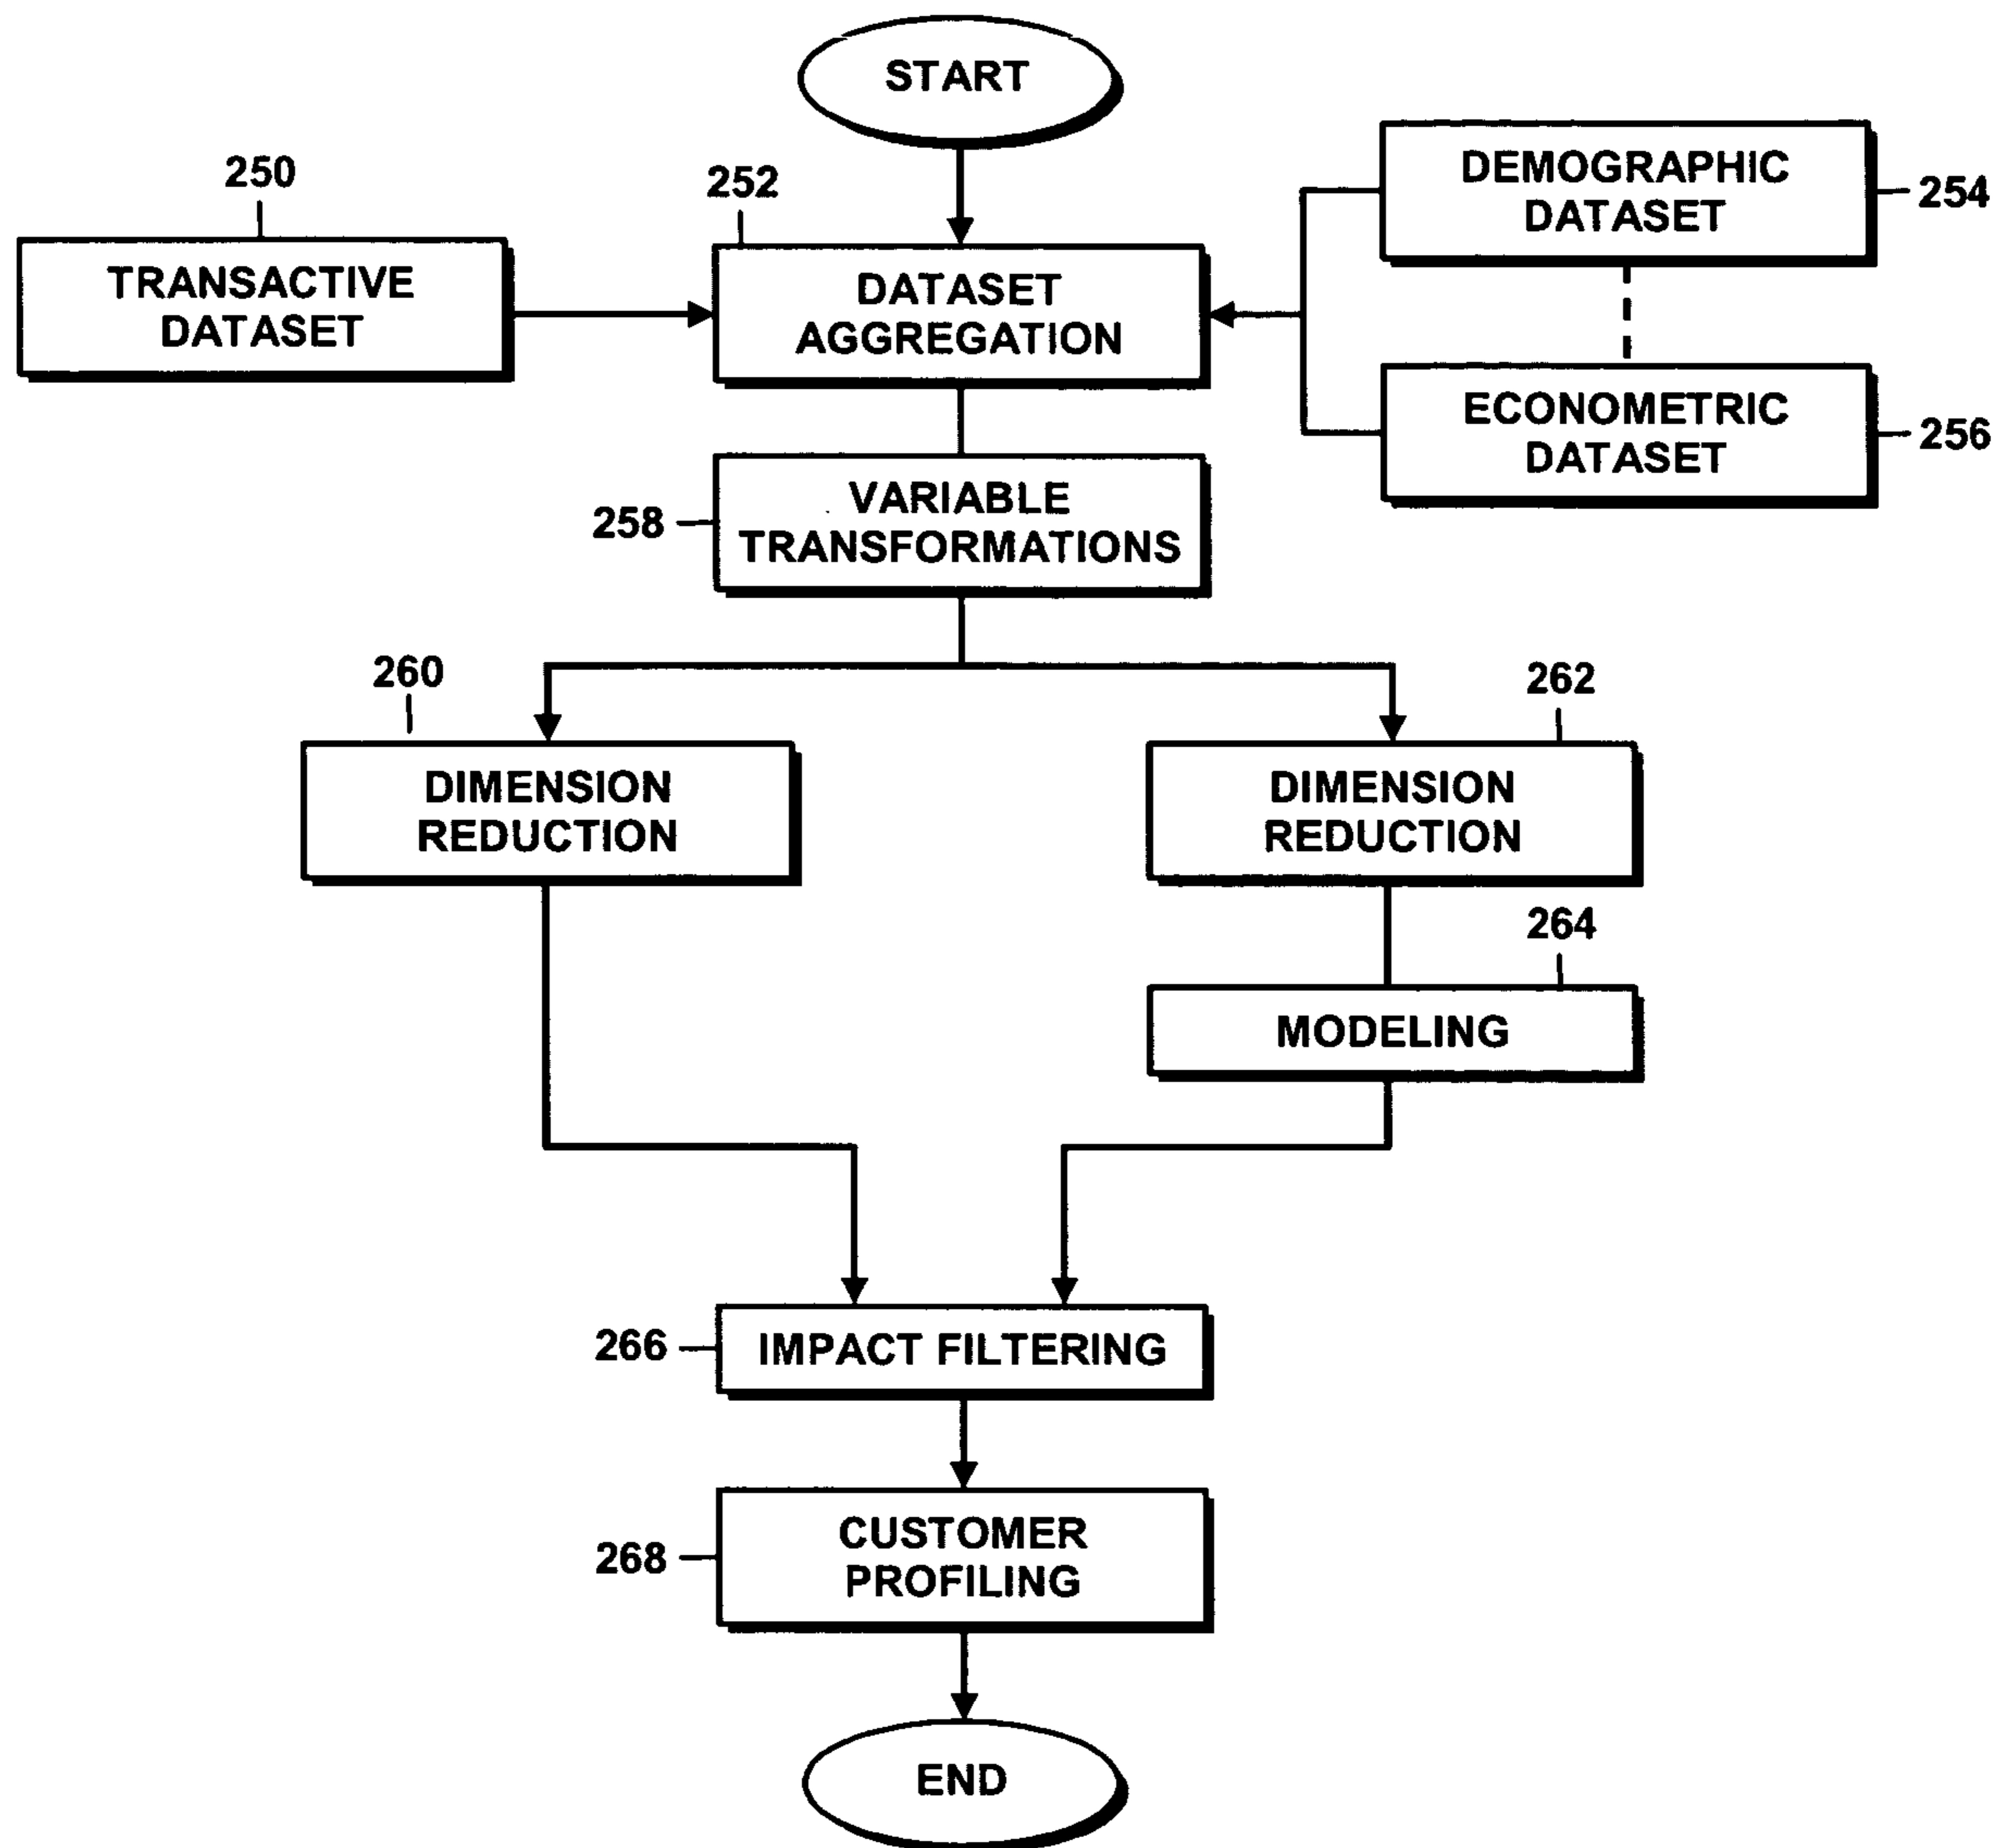 START
250
252
DEMOGRAPHIC
DATASET
254
TRANSACTIVE
DATASET
DATASET
AGGREGATION
ECONOMETRIC
DATASET
256
258
VARIABLE
TRANSFORMATIONS
260
262
DIMENSION
REDUCTION
DIMENSION
REDUCTION
264
MODELING
266
IMPACT FILTERING
268
CUSTOMER
PROFILING
END